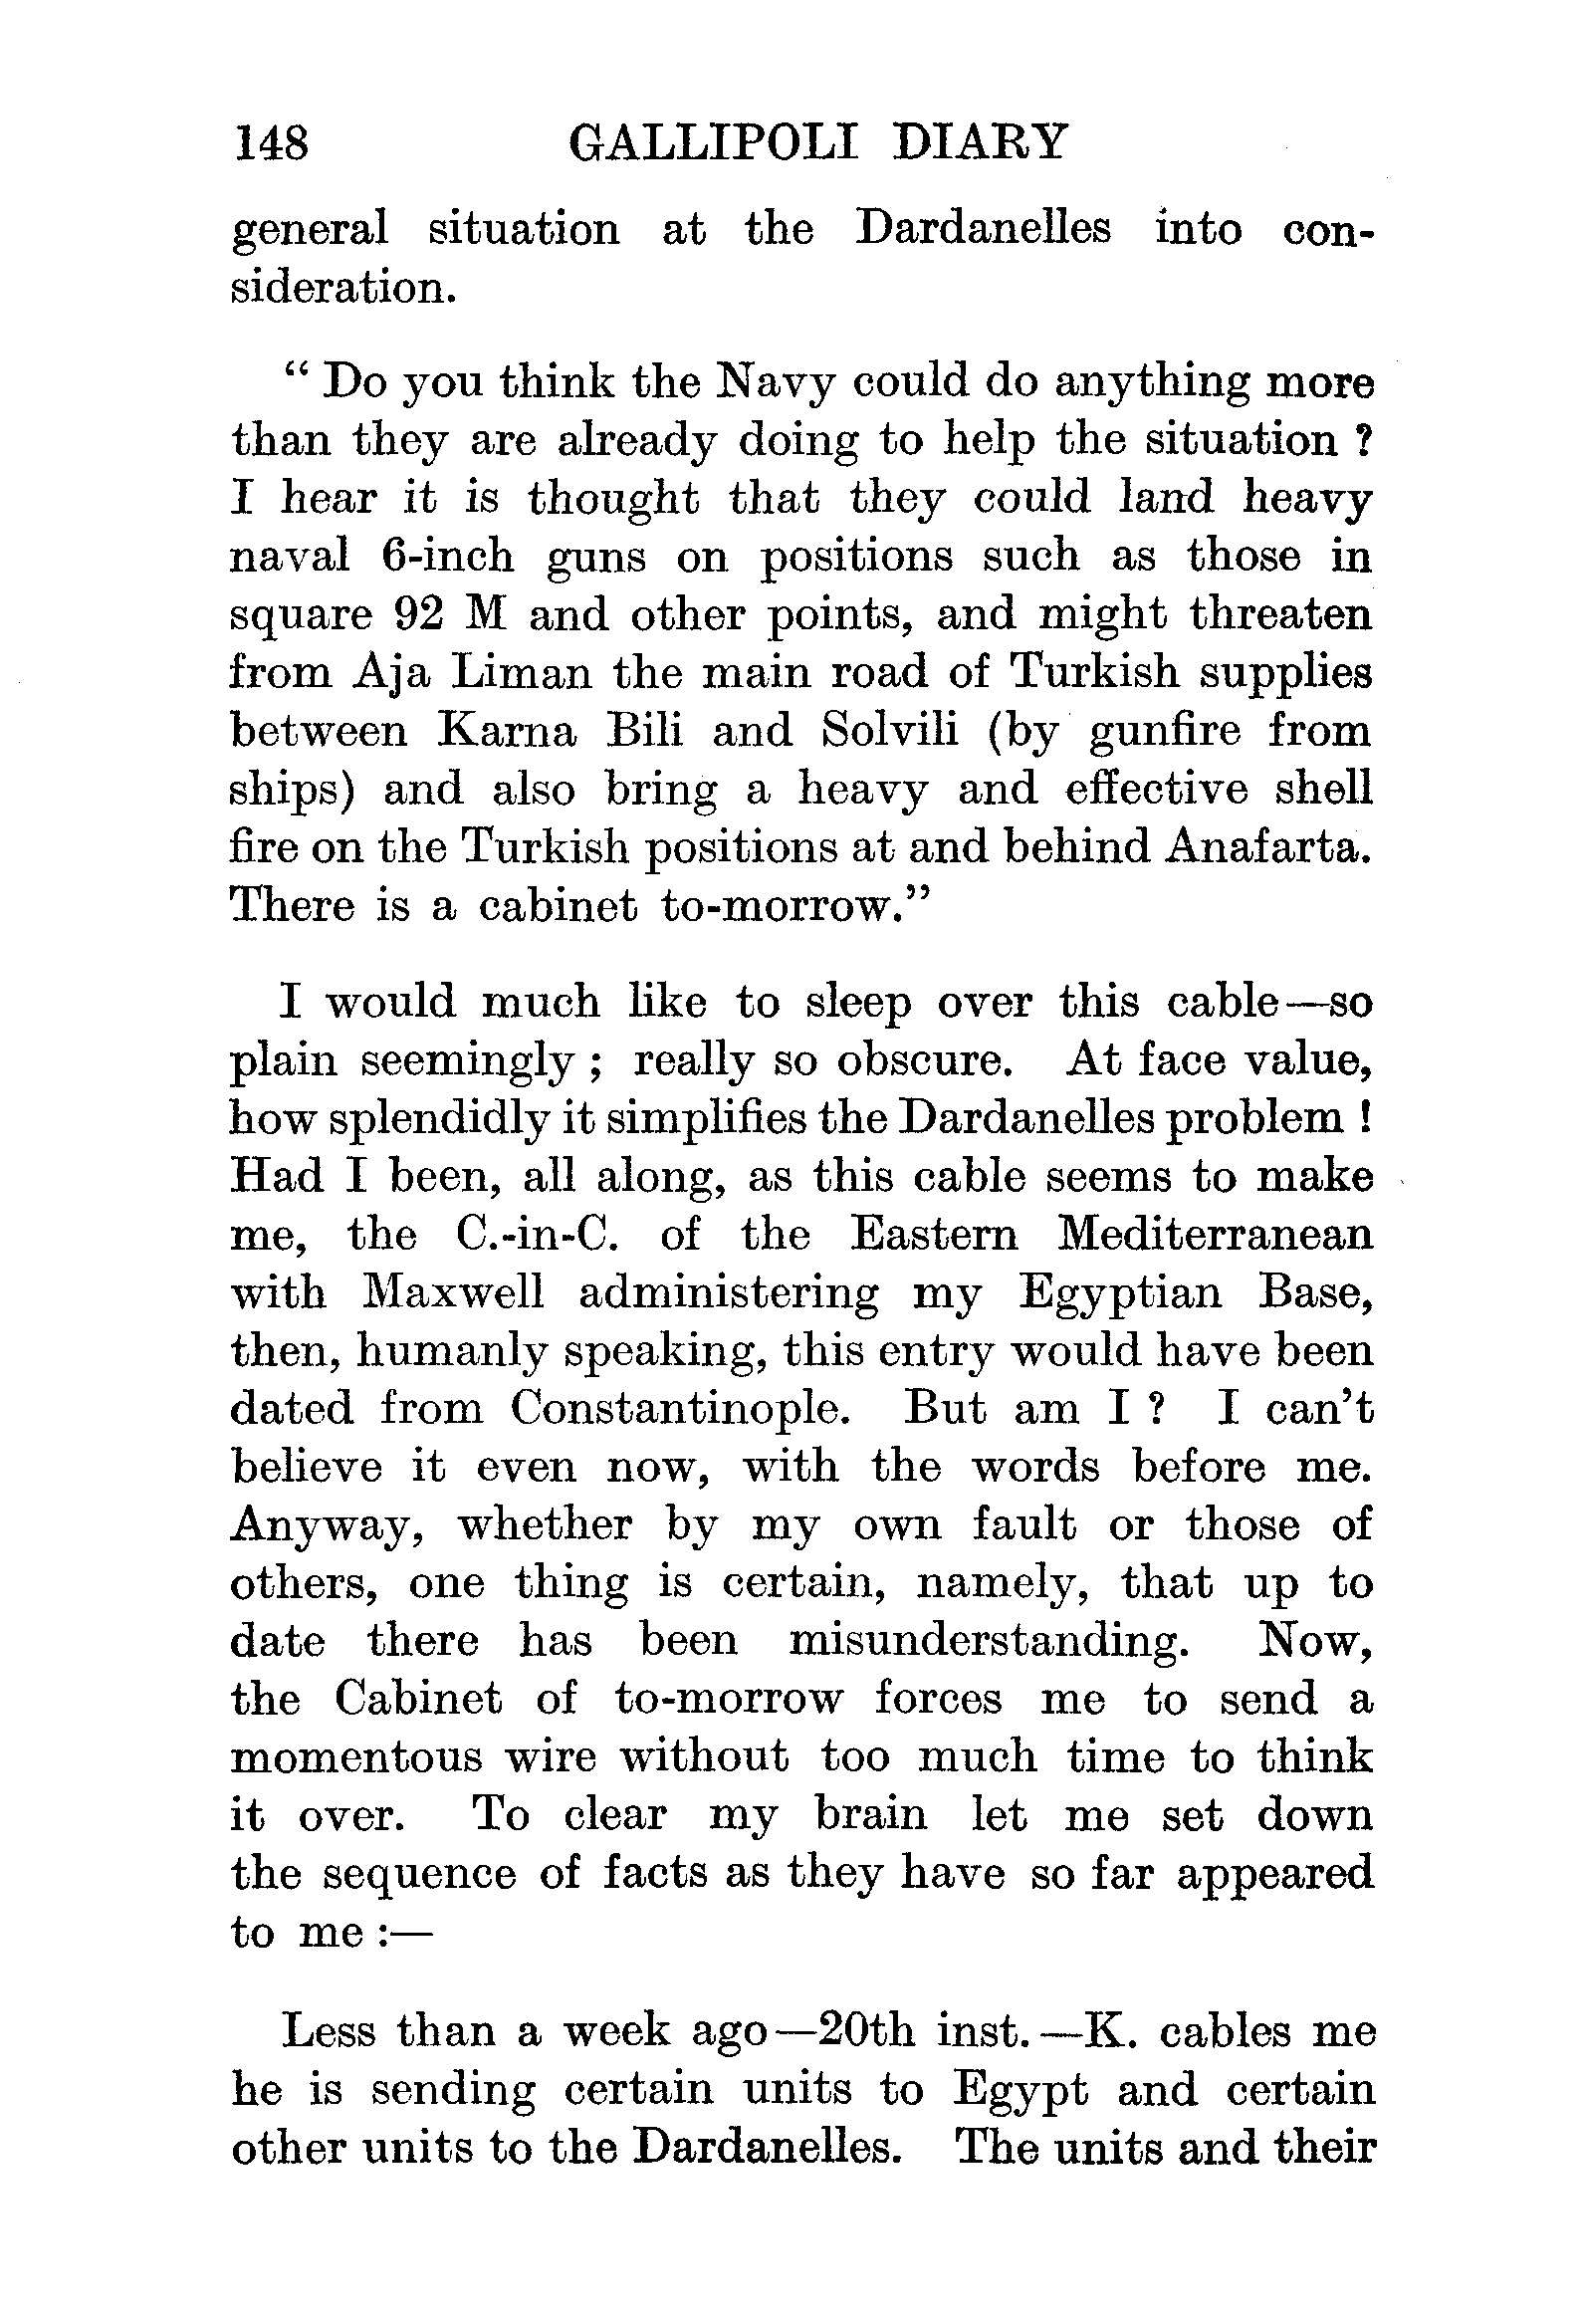 148 GALLIPOLI DIARY
general situation at the Dardanelles into con-
sideration.
“ Do you think the Navy could do anything more
than they are already doing to help the situation ?
I hear it is thought that they could land heavy
naval 6-inch guns on positions such as those in
square 92 M and other points, and might threaten
from Aja Liman the main road of Turkish supplies
between Karna Bili and Solvili (by gunfire from
ships) and also bring a heavy and effective shell
fire on the Turkish positions at and behind Anafarta.
There is a cabinet to-morrow.”
I would much like to sleep over this cable—so
plain seemingly ; really so obscure. At face value,
how splendidly it simplifies the Dardanelles problem !
Had I been, all along, as this cable seems to make
me, the C.-in-C. of the Eastern Mediterranean
with Maxwell administering my Egyptian Base,
then, humanly speaking, this entry would have been
dated from Constantinople. But am I ? I can’t
believe it even now, with the words before me.
Anyway, whether by my own fault or those of
others, one thing is certain, namely, that up to
date there has been misunderstanding. Now,
the Cabinet of to-morrow forces me to send a
momentous wire without too much time to think
it over. To clear my brain let me set down
the sequence of facts as they have so far appeared
to me :—
Less than a week ago—20th inst.—K. cables me
he is sending certain units to Egypt and certain
other units to the Dardanelles. The units and their